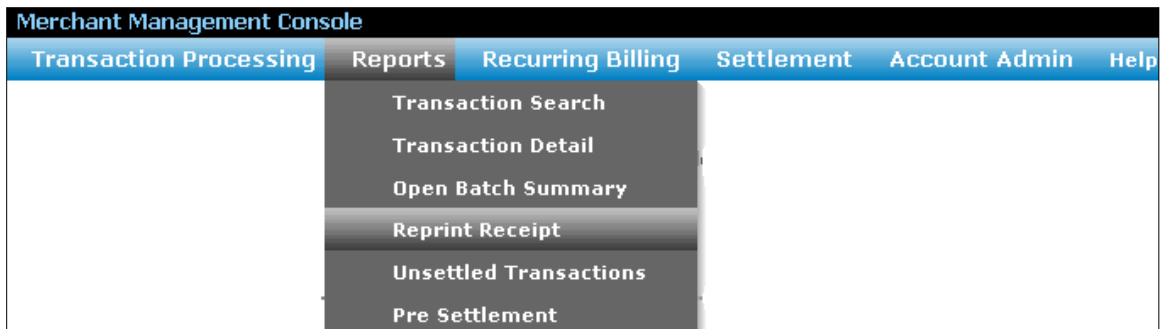 Merchant Management Console
Transaction Processing Reports Recurring Billing Settlement Account Admin Help
Transaction Search
Transaction Detail
Open Batch Summary
Reprint Receipt
Unsettled Transactions
Pre Settlement